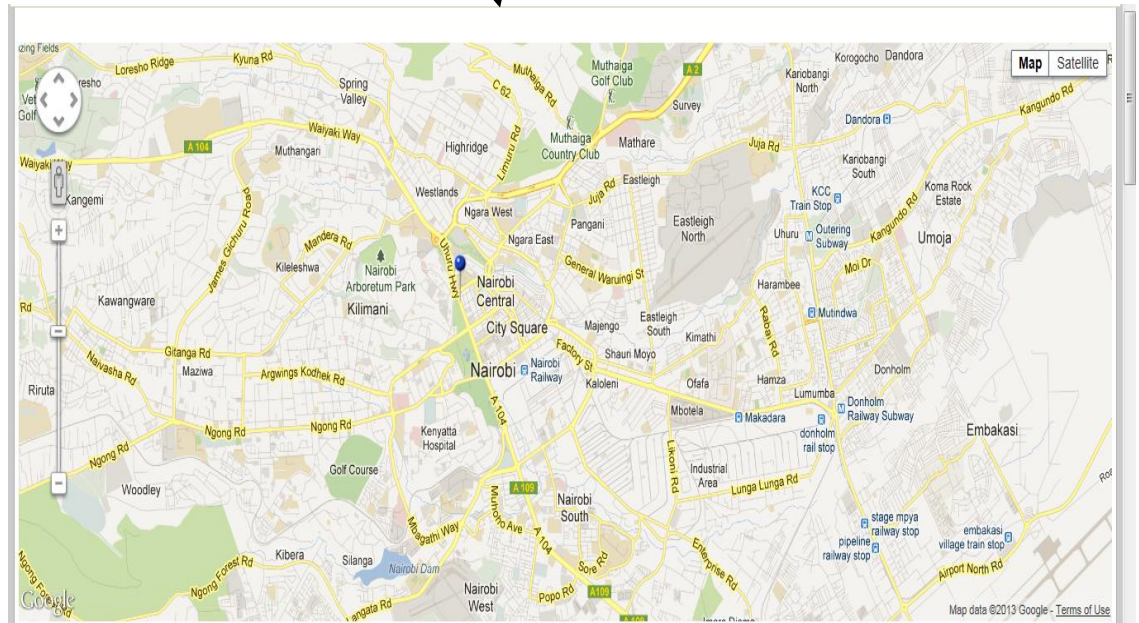 zing Fields
Loresho Ridge
Kyuna Rd
Spring
Valley
C 62
Muthaiga Rd
Muthaiga
Golf Club
A 2
Survey
Kariobangi
North
Korogocho
Dandora
Map
Satellite
Kangundo Rd
Dandora
Waiyaki Way
A 104
Muthangari
Highridge
Limuru Rd
Muthaiga
Country Club
Mathare
Juja Rd
Kariobangi
South
Kangemi
Westlands
Juja Rd
Eastleigh
KCC
Train Stop
Koma Rock
Estate
James Gichuru Road
Mandera Rd
Ngara West
Pangani
Eastleigh
North
Uhuru
Outering
Subway
Kangundo Rd
Umoja
Ngara East
Kileleshwa
Nairobi
Arboretum Park
Uhuru Hwy
General Waruingi St
Moi Dr
Harambee
Kawangware
Kilimani
Nairobi
Central
City Square
Majengo
Eastleigh
South
Kimathi
Rabai Rd
Mutindwa
Rd
Gitanga Rd
Naivasha Rd
Maziwa
Argwings Kodhek Rd
Nairobi
Nairobi
Railway
Factory St
Shauri Moyo
Kaloleni
Ofafa
Hamza
Donholm
Riruta
Lumumba
Mbotela
Makadara
Donholm
Railway Subway
donholm
rail stop
Embakasi
A 104
Ngong Rd
Ngong Rd
Ngong Rd
Kenyatta
Hospital
Golf Course
Likoni Rd
Industrial
Area
Lunga Lunga Rd
Woodley
A 109
Muhoho Ave
Nairobi
South
Mbagathi Way
A 104
stage mpya
railway stop
pipeline
railway stop
embakasi
village train stop
Kibera
Silanga
Nairobi Dam
Sore Rd
Enterprise Rd
Airport North Rd
Ngong Forest Rd
Langata Rd
Nairobi
West
Popo Rd
A109
Google
Map data ©2013 Google - Terms of Use